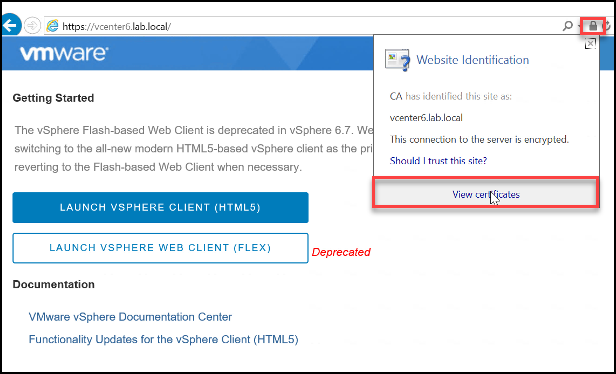 https://vcenter6.lab.local/
vmware
Website Identification
CA has identified this site as:
vcenter6.lab.local
This connection to the server is encrypted.
Should I trust this site?
View certificates
Getting Started
The vSphere Flash-based Web Client is deprecated in vSphere 6.7. We
switching to the all-new modern HTML5-based vSphere client as the pri
reverting to the Flash-based Web Client when necessary.
LAUNCH VSPHERE CLIENT (HTML5)
LAUNCH VSPHERE WEB CLIENT (FLEX)
Deprecated
Documentation
VMware vSphere Documentation Center
Functionality Updates for the vSphere Client (HTML5)